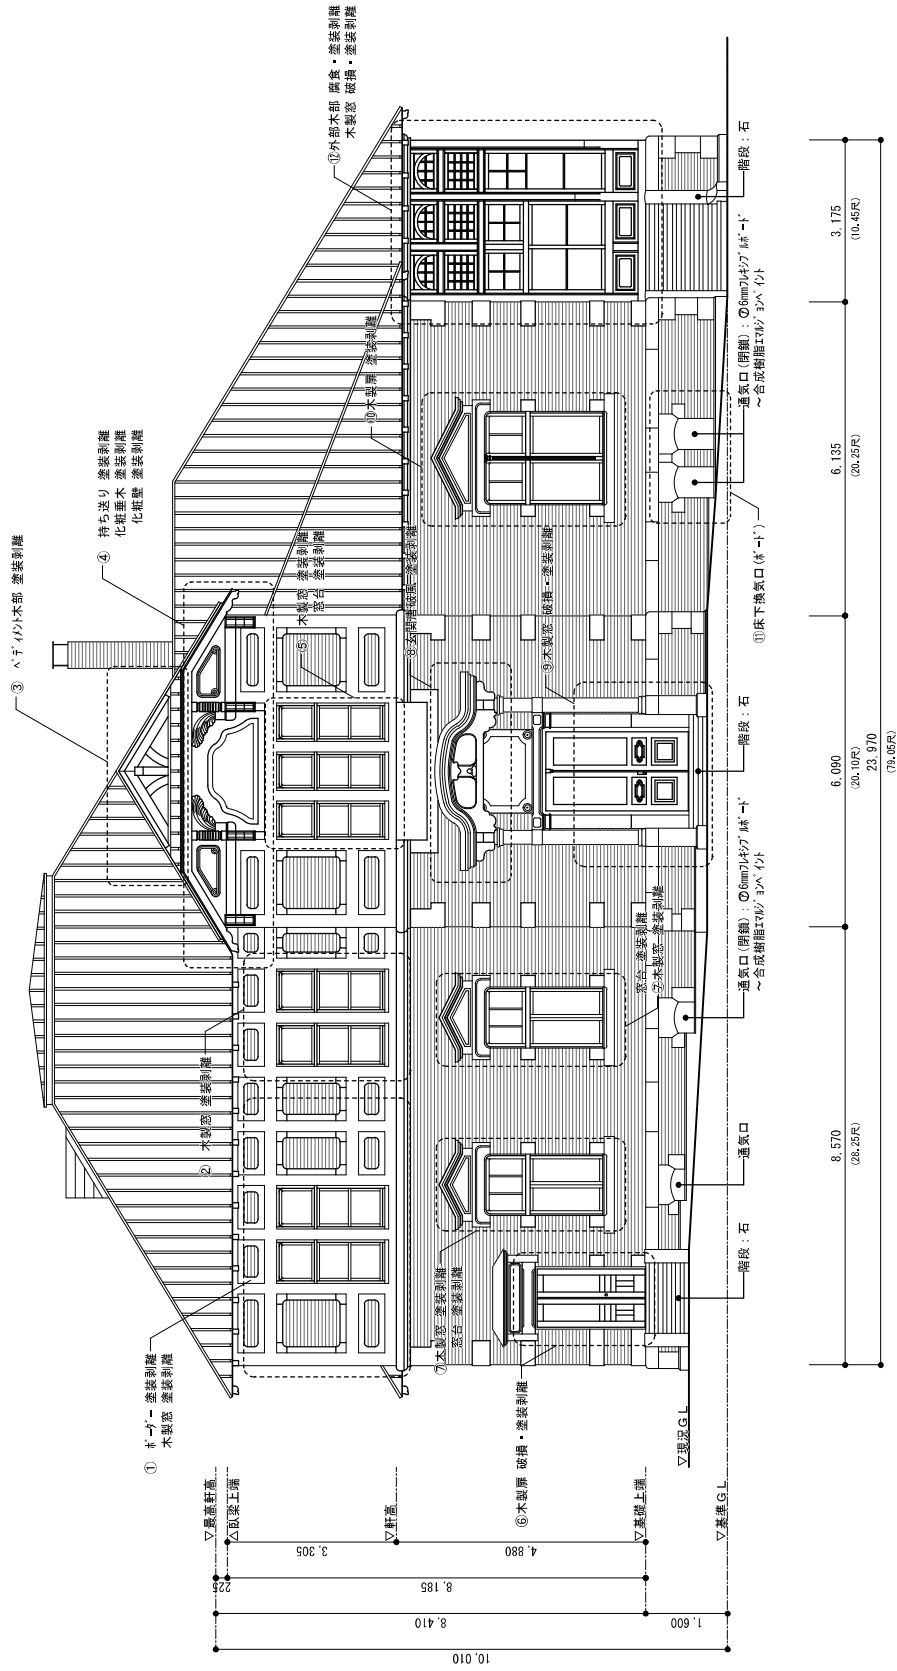 ① ﾎﾞｰﾀﾞｰ 塗装剥離
木製窓 塗装剥離
② 木製窓 塗装剥離
③ ﾍﾟﾃﾞｨﾒﾝﾄ木部 塗装剥離
④ 持ち送り 塗装剥離
化粧垂木 塗装剥離
化粧壁 塗装剥離
⑤
木製窓 塗装剥離
窓台 塗装剥離
⑫外部木部 腐食・塗装剥離
木製窓 破損・塗装剥離
⑩木製扉 塗装剥離
⑧玄関漕破風 塗装剥離
⑨木製窓 破損・塗装剥離
⑦木製窓 塗装剥離
窓台 塗装剥離
窓台 塗装剥離
⑦木製窓 塗装剥離
⑥木製扉 破損・塗装剥離
⑪床下換気口(ﾎﾞｰﾄﾞ)
階段：石
通気口
通気口(閉鎖)：⑦6mmﾌﾚｷｼﾌﾞﾙﾎﾞｰﾄﾞ
～合成樹脂ｴﾏﾙｼﾞｮﾝﾍﾟｲﾝﾄ
階段：石
通気口(閉鎖)：⑦6mmﾌﾚｷｼﾌﾞﾙﾎﾞｰﾄﾞ
～合成樹脂ｴﾏﾙｼﾞｮﾝﾍﾟｲﾝﾄ
階段：石
▽最高軒高
△臥梁上端
▽軒高
▽基礎上端
▽現況ＧＬ
▽基準ＧＬ
225
3,305
4,880
8,185
8,410
1,600
10,010
8.570
(28.25尺)
6.090
(20.10尺)
6.135
(20.25尺)
3.175
(10.45尺)
23.970
(79.05尺)